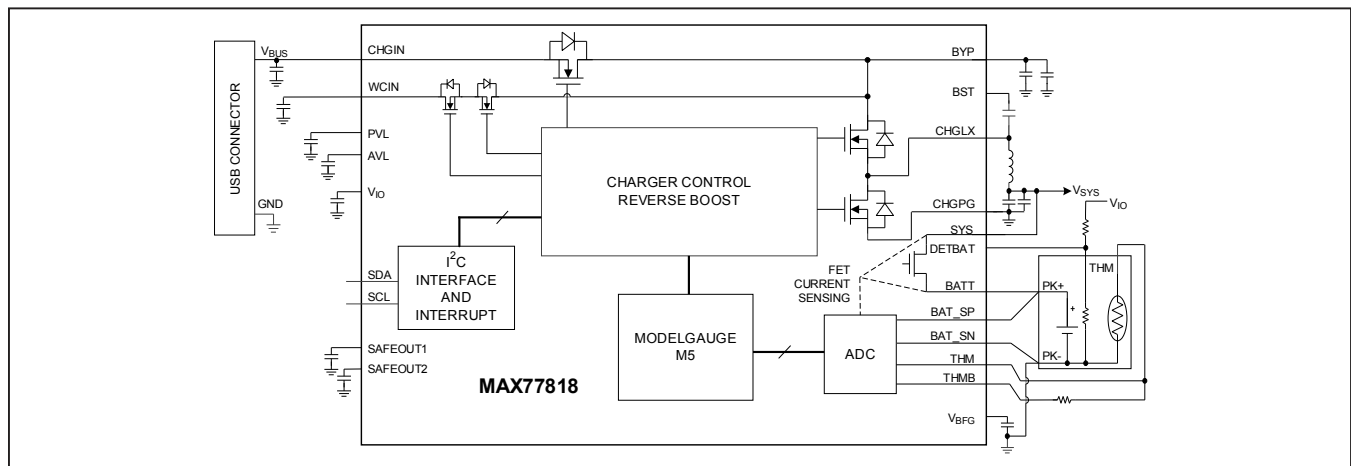 USB CONNECTOR
VBUS
GND
CHGIN
WCIN
PVL
AVL
VIO
SDA
SCL
SAFEOUT1
SAFEOUT2
I2C
INTERFACE
AND
INTERRUPT
CHARGER CONTROL
REVERSE BOOST
MODELGAUGE
M5
MAX77818
ADC
FET
CURRENT
SENSING
BYP
BST
CHGLX
CHGPG
SYS
DETBAT
BATT
BAT_SP
BAT_SN
THM
THMB
VBFG
VSYS
VIO
THM
PK+
+
PK-